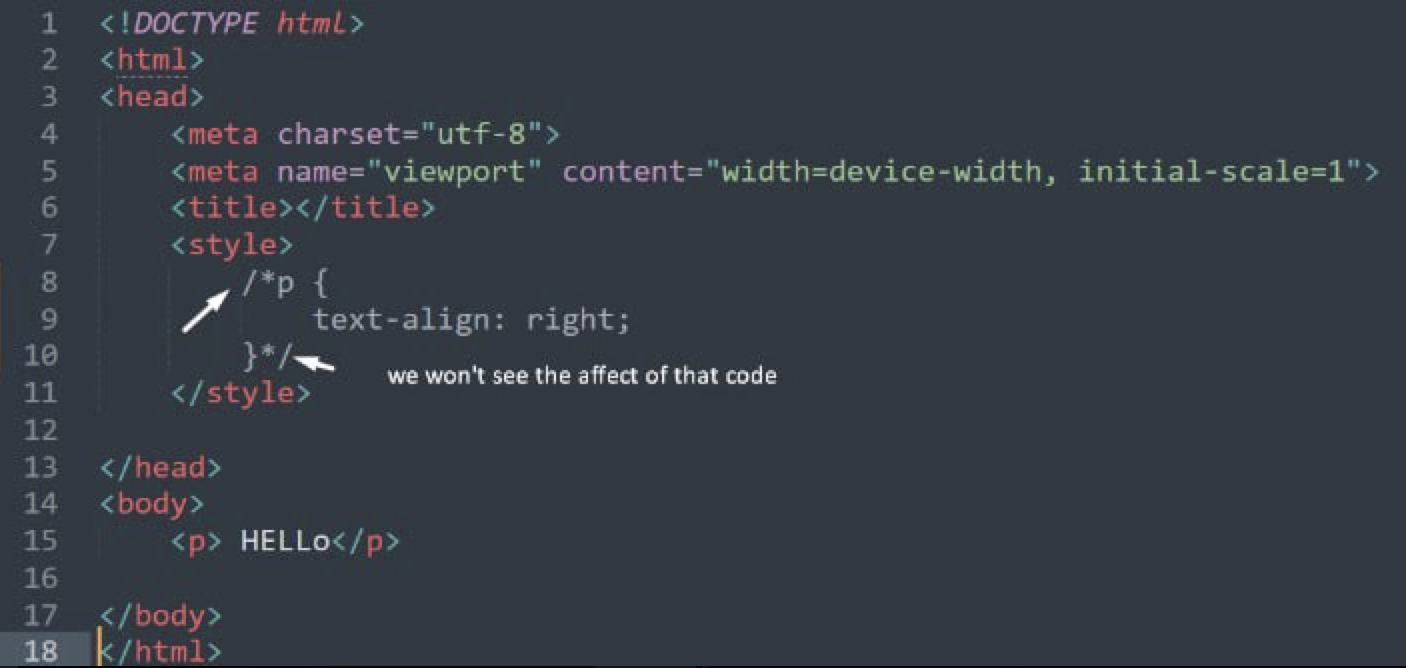 1 <!DOCTYPE html>
2 <html>
3 <head>
4     <meta charset="utf-8">
5     <meta name="viewport" content="width=device-width, initial-scale=1">
6     <title></title>
7     <style>
8         /*p {
9             text-align: right;
10         }*/
we won't see the affect of that code
11     </style>
12
13 </head>
14 <body>
15     <p> HELLo</p>
16
17 </body>
18 </html>